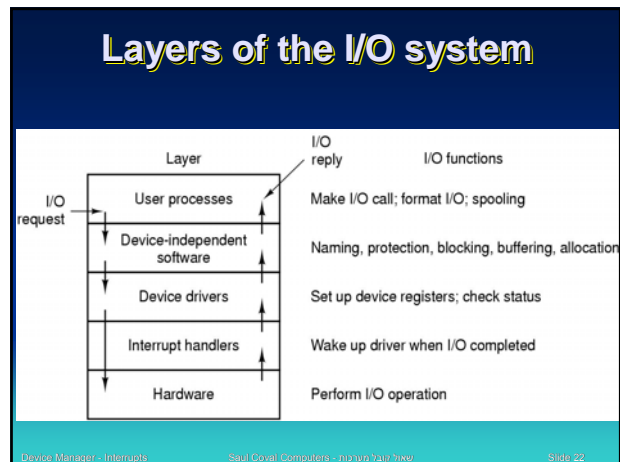 Layers of the I/O system
Layer
I/O
reply
I/O functions
I/O
request
User processes
Make I/O call; format I/O; spooling
Device-independent
software
Naming, protection, blocking, buffering, allocation
Device drivers
Set up device registers; check status
Interrupt handlers
Wake up driver when I/O completed
Hardware
Perform I/O operation
Device Manager - Interrupts
Saul Coval Computers - שאול קובל מערכות
Slide 22